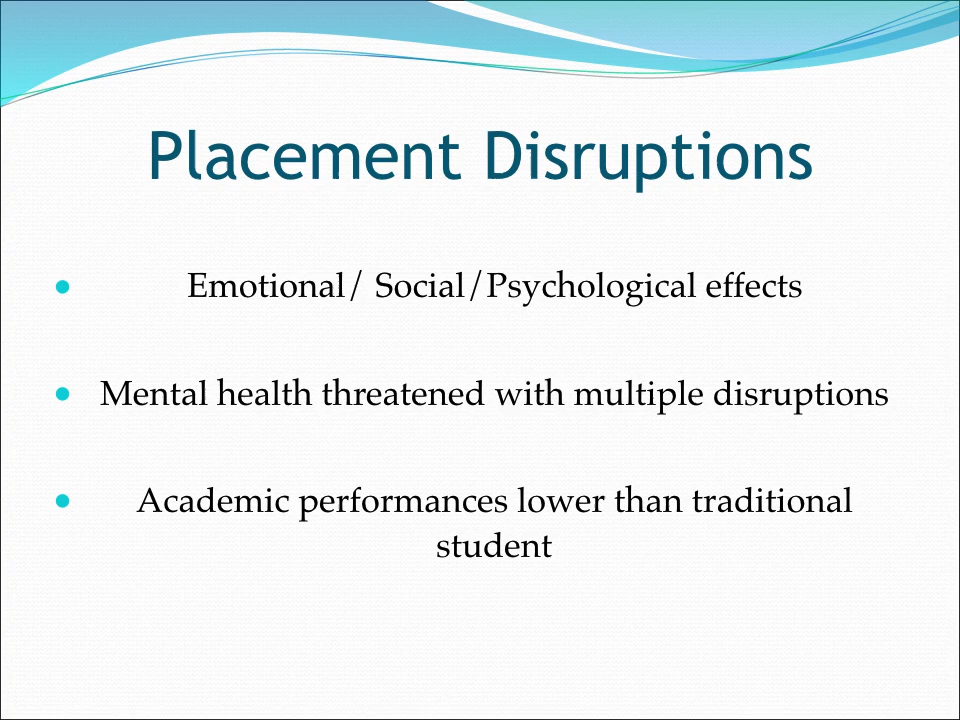 Placement Disruptions
• Emotional/ Social/Psychological effects
• Mental health threatened with multiple disruptions
• Academic performances lower than traditional
student